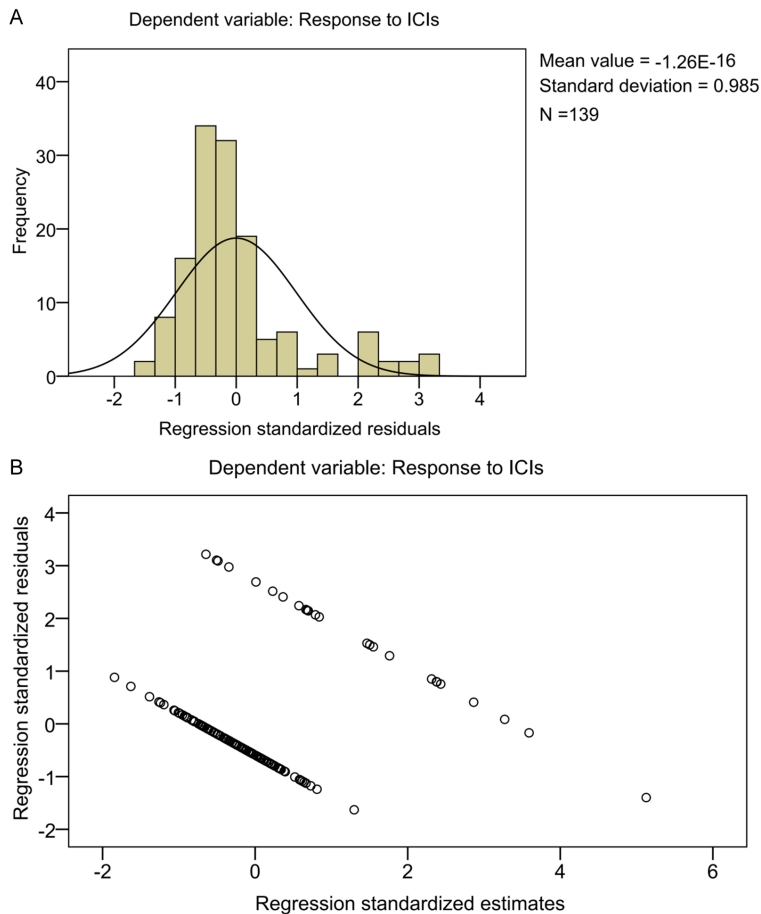 A
Dependent variable: Response to ICIs
Mean value = -1.26E-16
Standard deviation = 0.985
N =139
40
30
20
10
0
Frequency
-2 -1 0 1 2 3 4
Regression standardized residuals
B
Dependent variable: Response to ICIs
4
3
2
1
0
-1
-2
Regression standardized residuals
-2 0 2 4 6
Regression standardized estimates